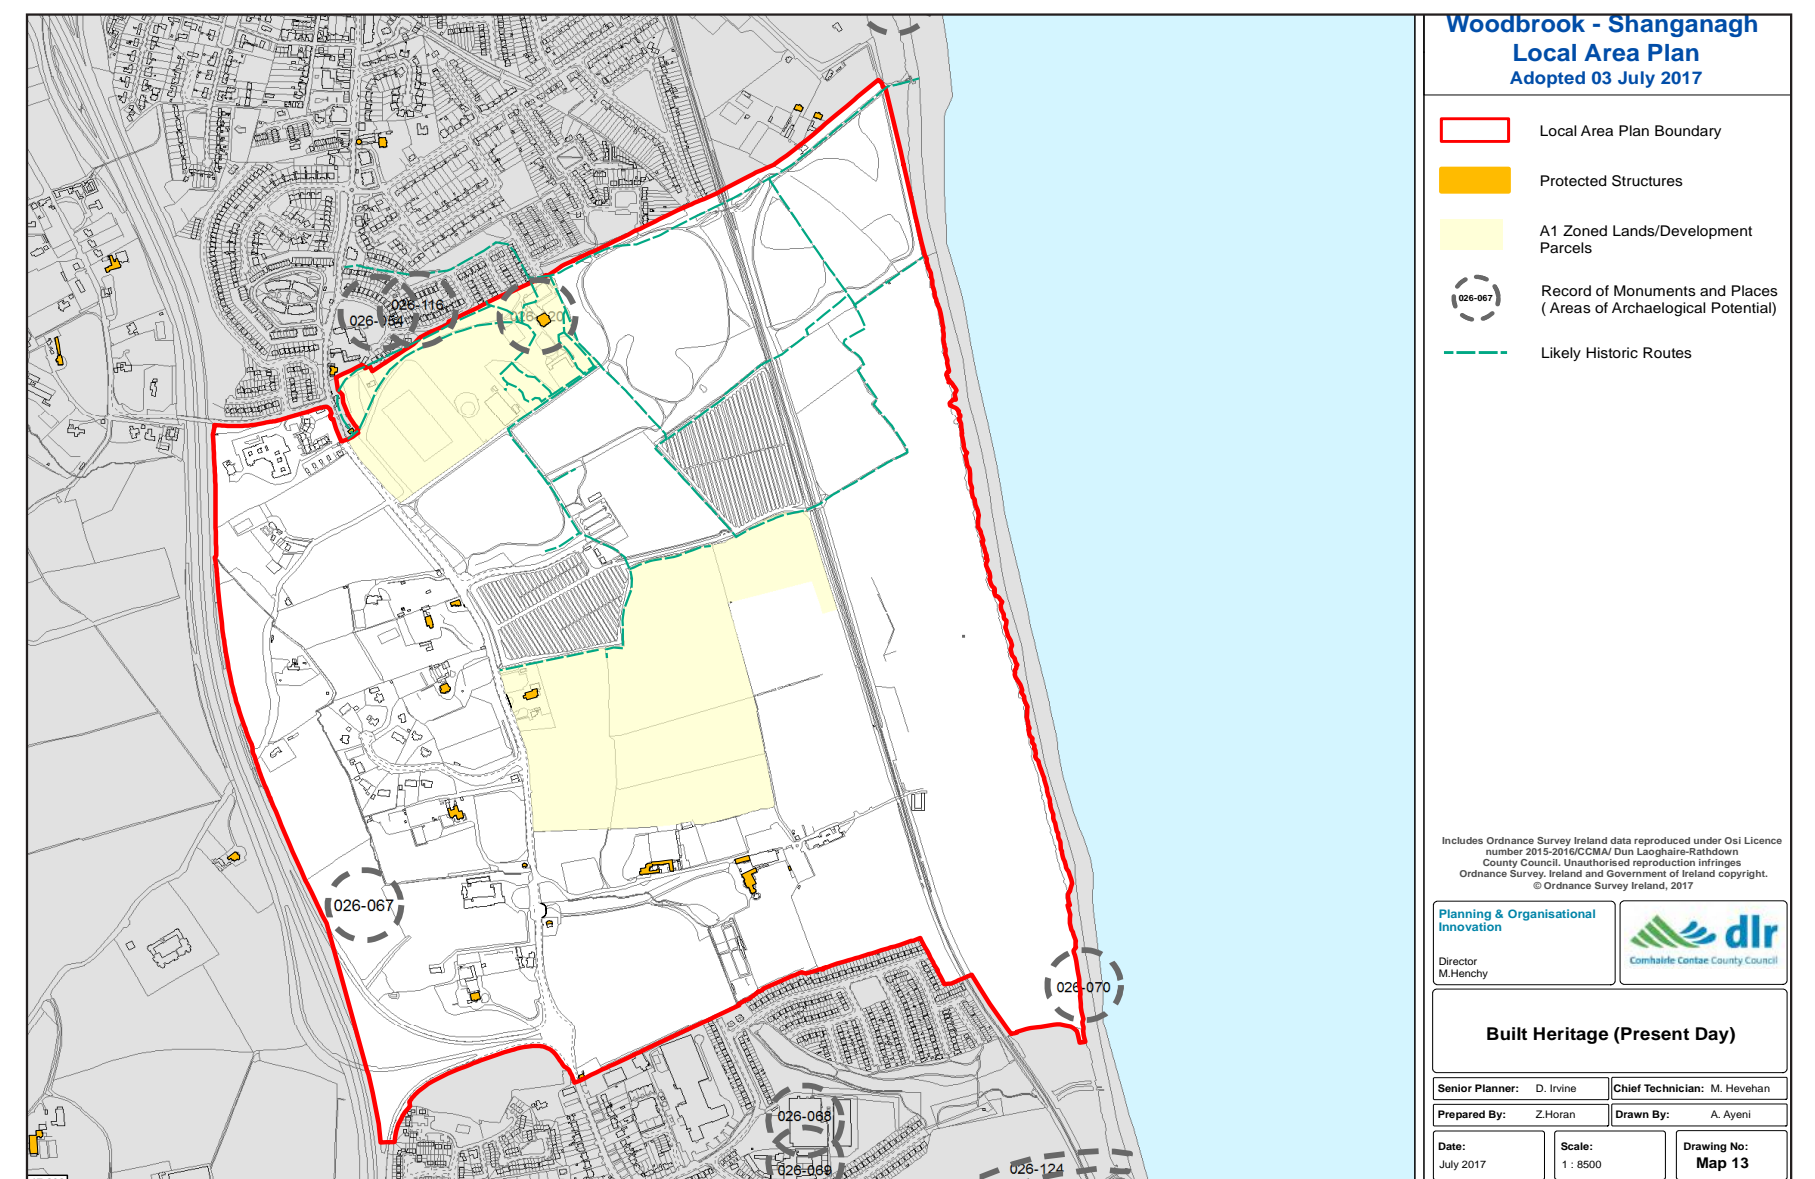 Woodbrook - Shanganagh
Local Area Plan
Adopted 03 July 2017
Local Area Plan Boundary
Protected Structures
A1 Zoned Lands/Development
Parcels
026-067
Record of Monuments and Places
( Areas of Archaelogical Potential)
Likely Historic Routes
026-116
026-054
026-120
026-067
026-070
026-068
026-069
026-124
Includes Ordnance Survey Ireland data reproduced under Osi Licence
number 2015-2016/CCMA/ Dun Laoghaire-Rathdown
County Council. Unauthorised reproduction infringes
Ordnance Survey. Ireland and Government of Ireland copyright.
© Ordnance Survey Ireland, 2017
Planning & Organisational
Innovation
Director
M.Henchy
dlr
Comhairle Contae County Council
Built Heritage (Present Day)
Senior Planner: D. Irvine
Chief Technician: M. Hevehan
Prepared By: Z.Horan
Drawn By: A. Ayeni
Date:
July 2017
Scale:
1 : 8500
Drawing No:
Map 13